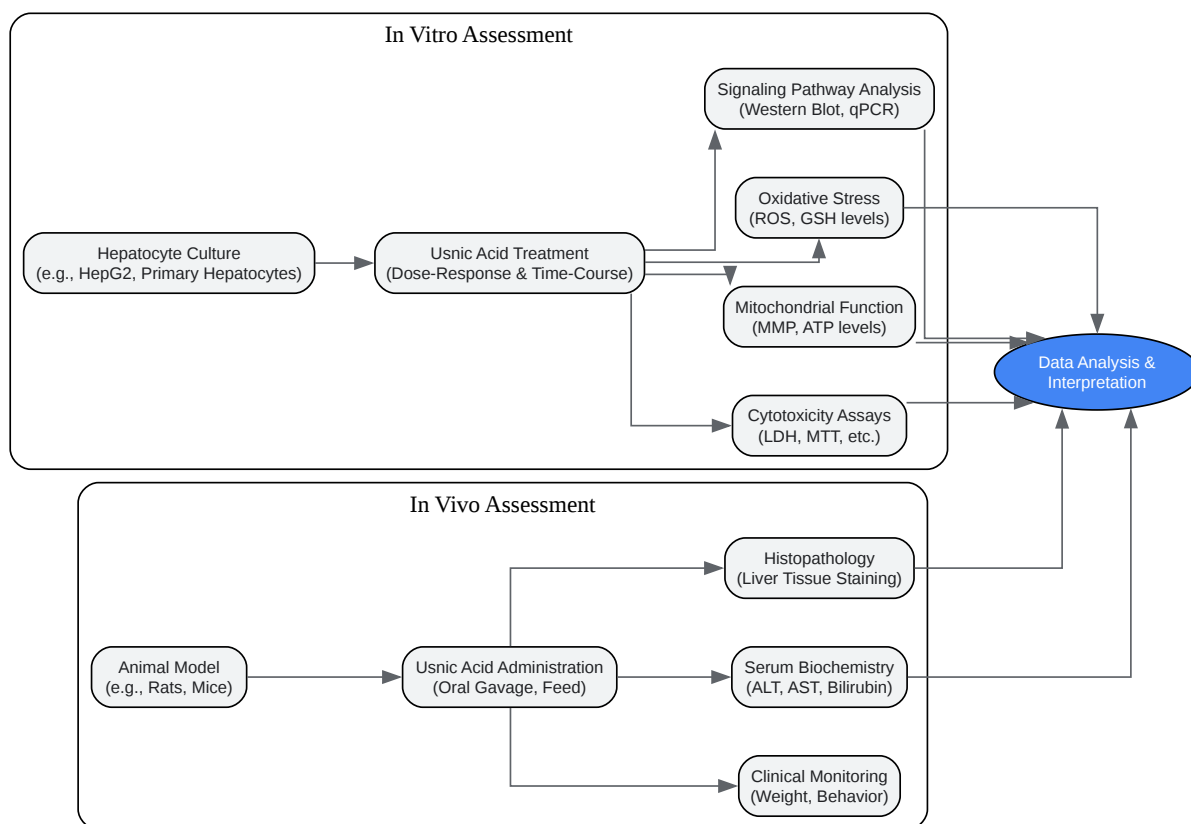 In Vitro Assessment
Signaling Pathway Analysis
(Western Blot, qPCR)
Oxidative Stress
(ROS, GSH levels)
Hepatocyte Culture
(e.g., HepG2, Primary Hepatocytes)
Usnic Acid Treatment
(Dose-Response & Time-Course)
Mitochondrial Function
(MMP, ATP levels)
Data Analysis &
Interpretation
Cytotoxicity Assays
(LDH, MTT, etc.)
In Vivo Assessment
Histopathology
(Liver Tissue Staining)
Animal Model
(e.g., Rats, Mice)
Usnic Acid Administration
(Oral Gavage, Feed)
Serum Biochemistry
(ALT, AST, Bilirubin)
Clinical Monitoring
(Weight, Behavior)